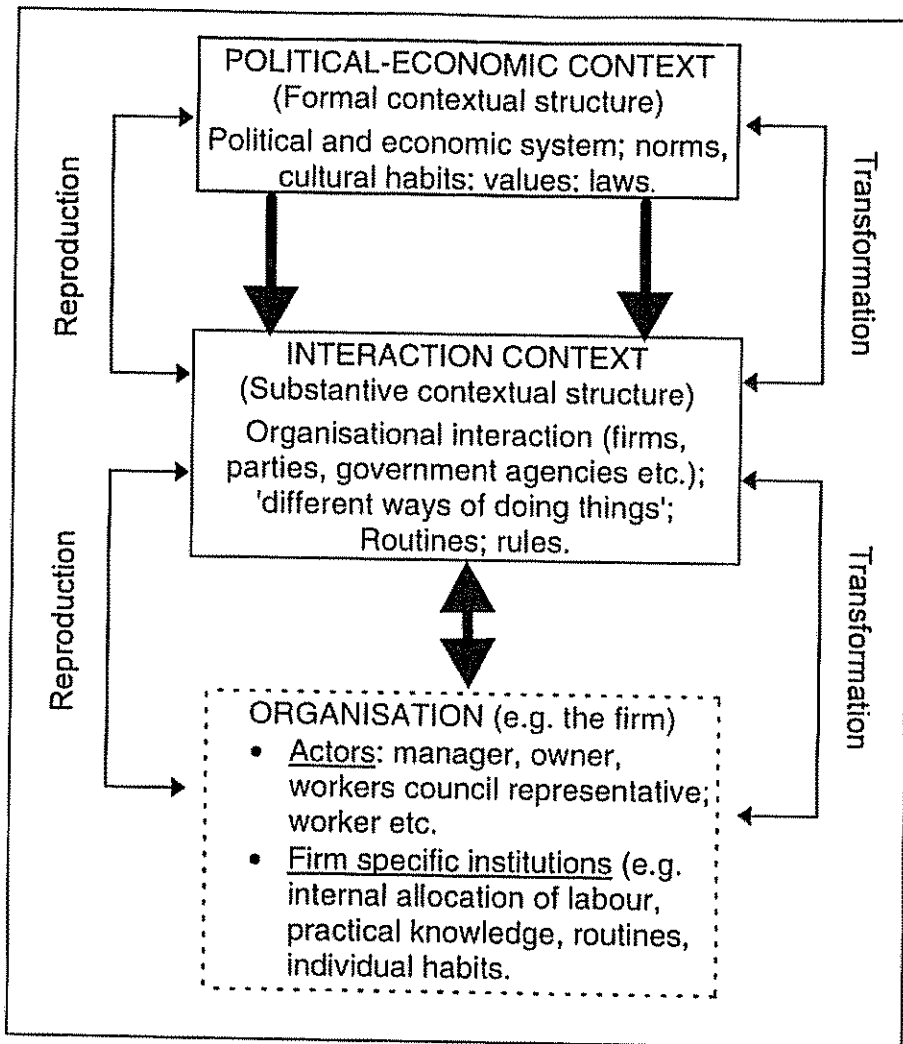 POLITICAL-ECONOMIC CONTEXT
(Formal contextual structure)
Political and economic system; norms,
cultural habits; values; laws.
Reproduction
Transformation
INTERACTION CONTEXT
(Substantive contextual structure)
Organisational interaction (firms,
parties, government agencies etc.);
'different ways of doing things';
Routines; rules.
Reproduction
Transformation
ORGANISATION (e.g. the firm)
• Actors: manager, owner,
workers council representative;
worker etc.
• Firm specific institutions (e.g.
internal allocation of labour,
practical knowledge, routines,
individual habits.